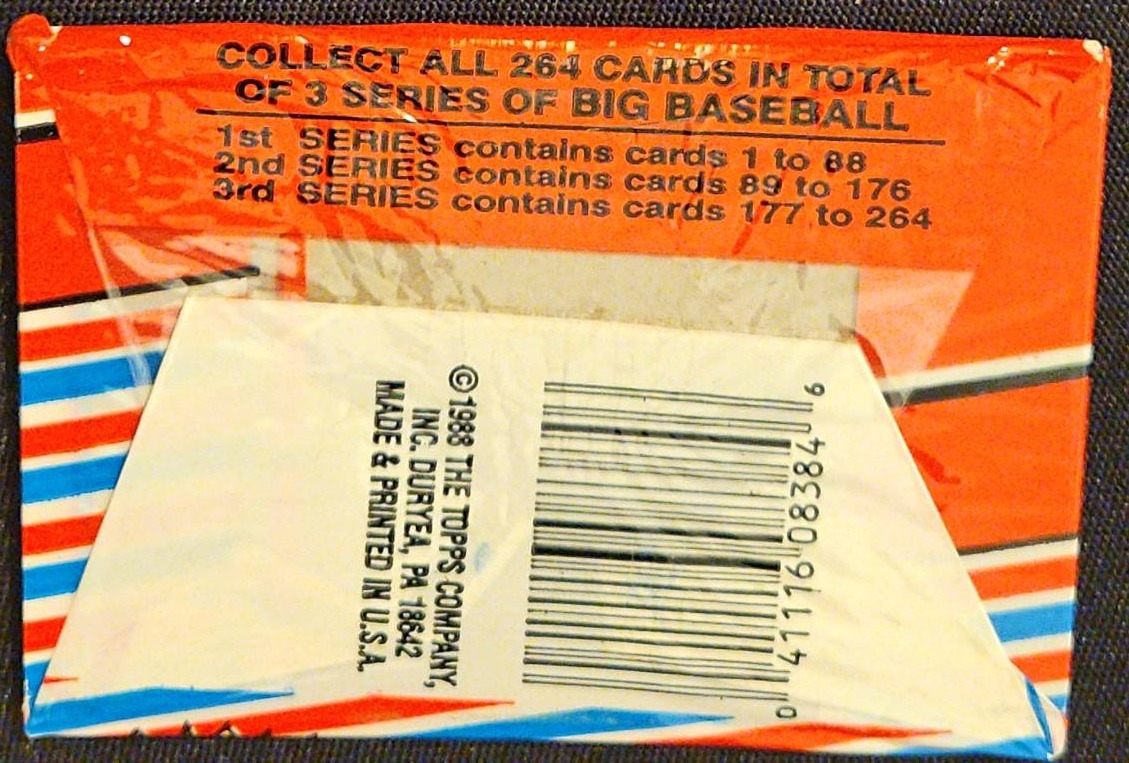 COLLECT ALL 264 CARDS IN TOTAL
OF 3 SERIES OF BIG BASEBALL
1st SERIES contains cards 1 to 88
2nd SERIES contains cards 89 to 176
3rd SERIES contains cards 177 to 264
© 1988 THE TOPPS COMPANY,
INC. DURYEA, PA 18642
MADE & PRINTED IN U.S.A.
0 41116 08384 6